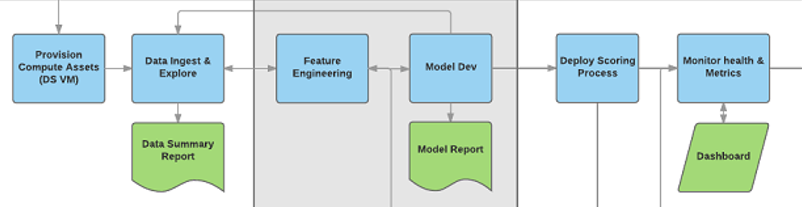 Provision
Compute Assets
(DS VM)
Data Ingest &
Explore
Feature
Engineering
Model Dev
Deploy Scoring
Process
Monitor health &
Metrics
Data Summary
Report
Model Report
Dashboard